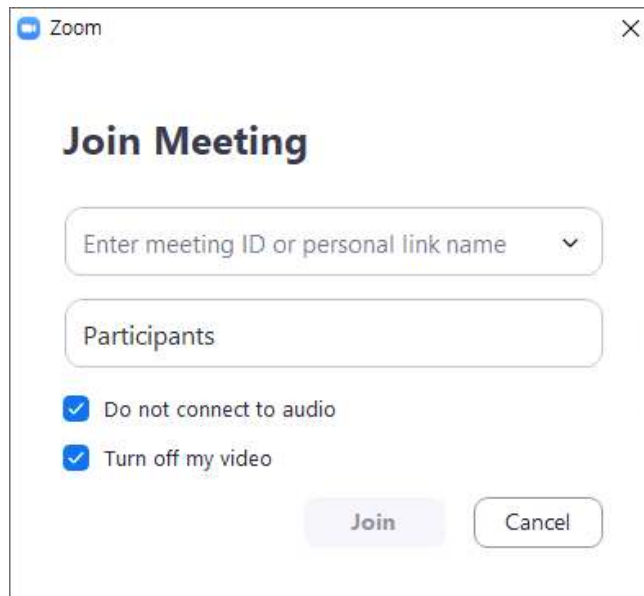 Zoom
Join Meeting
Enter meeting ID or personal link name
Participants
Do not connect to audio
Turn off my video
Join Cancel